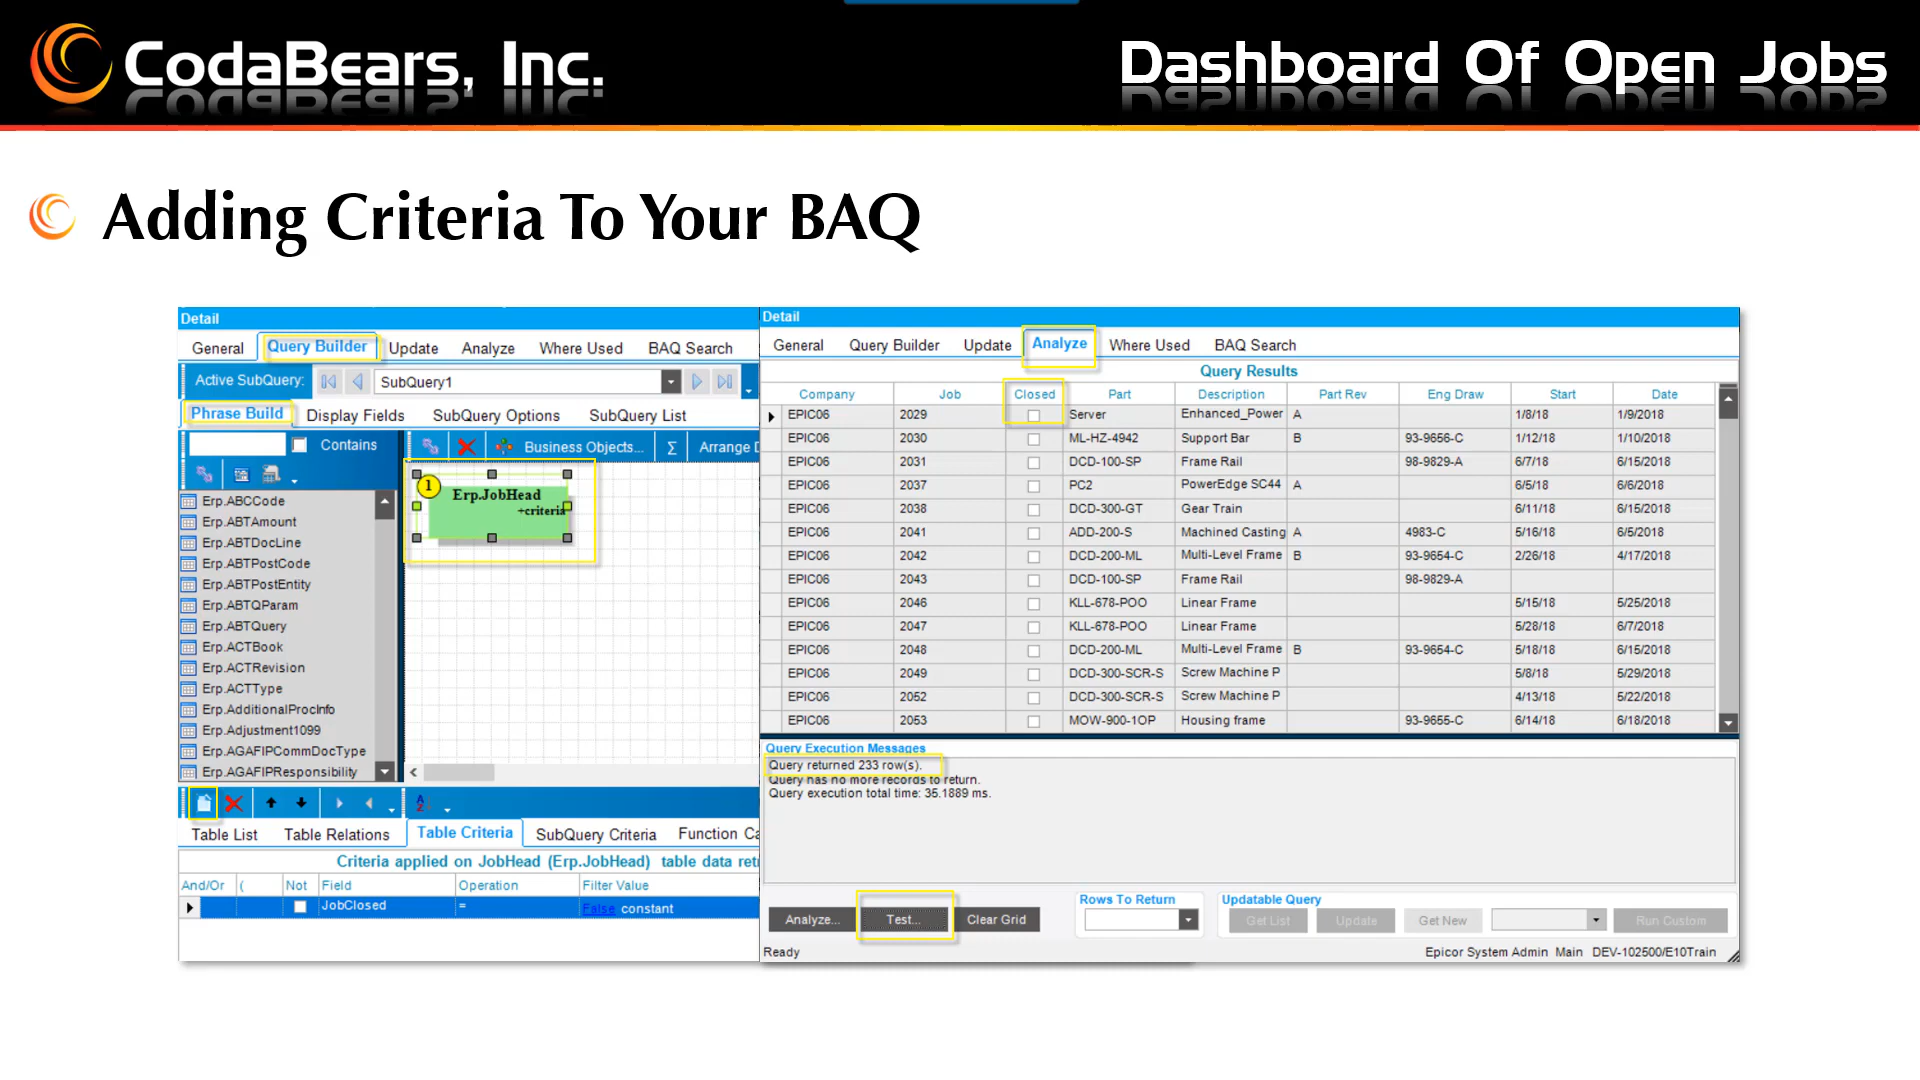 CodaBears, Inc.
Dashboard Of Open Jobs
Adding Criteria To Your BAQ
Detail
General Query Builder Update Analyze Where Used BAQ Search
Active SubQuery: SubQuery1
Phrase Build Display Fields SubQuery Options SubQuery List
Contains Business Objects... Σ Arrange D
1
Erp.JobHead
+criteria
Erp.ABCCode
Erp.ABTAmount
Erp.ABTDocLine
Erp.ABTPostCode
Erp.ABTPostEntity
Erp.ABTQParam
Erp.ABTQuery
Erp.ACTBook
Erp.ACTRevision
Erp.ACTType
Erp.AdditionalProcInfo
Erp.Adjustment1099
Erp.AGAFIPCommDocType
Erp.AGAFIPResponsibility
Table List Table Relations Table Criteria SubQuery Criteria Function Ca
Criteria applied on JobHead (Erp.JobHead) table data retr
And/Or ( Not Field Operation Filter Value
JobClosed = False constant
Detail
General Query Builder Update Analyze Where Used BAQ Search
Query Results
Company Job Closed Part Description Part Rev Eng Draw Start Date
EPIC06 2029 Server Enhanced_Power A 1/8/18 1/9/2018
EPIC06 2030 ML-HZ-4942 Support Bar B 93-9656-C 1/12/18 1/10/2018
EPIC06 2031 DCD-100-SP Frame Rail 98-9829-A 6/7/18 6/15/2018
EPIC06 2037 PC2 PowerEdge SC44 A 6/5/18 6/6/2018
EPIC06 2038 DCD-300-GT Gear Train 6/11/18 6/15/2018
EPIC06 2041 ADD-200-S Machined Casting A 4983-C 5/16/18 6/5/2018
EPIC06 2042 DCD-200-ML Multi-Level Frame B 93-9654-C 2/26/18 4/17/2018
EPIC06 2043 DCD-100-SP Frame Rail 98-9829-A
EPIC06 2046 KLL-678-POO Linear Frame 5/15/18 5/25/2018
EPIC06 2047 KLL-678-POO Linear Frame 5/28/18 6/7/2018
EPIC06 2048 DCD-200-ML Multi-Level Frame B 93-9654-C 5/18/18 6/15/2018
EPIC06 2049 DCD-300-SCR-S Screw Machine P 5/8/18 5/29/2018
EPIC06 2052 DCD-300-SCR-S Screw Machine P 4/13/18 5/22/2018
EPIC06 2053 MOW-900-1OP Housing frame 93-9655-C 6/14/18 6/18/2018
Query Execution Messages
Query returned 233 row(s).
Query has no more records to return.
Query execution total time: 35.1889 ms.
Rows To Return Updatable Query
Analyze... Test... Clear Grid Get List Update Get New Run Custom
Ready Epicor System Admin Main DEV-102500/E10Train